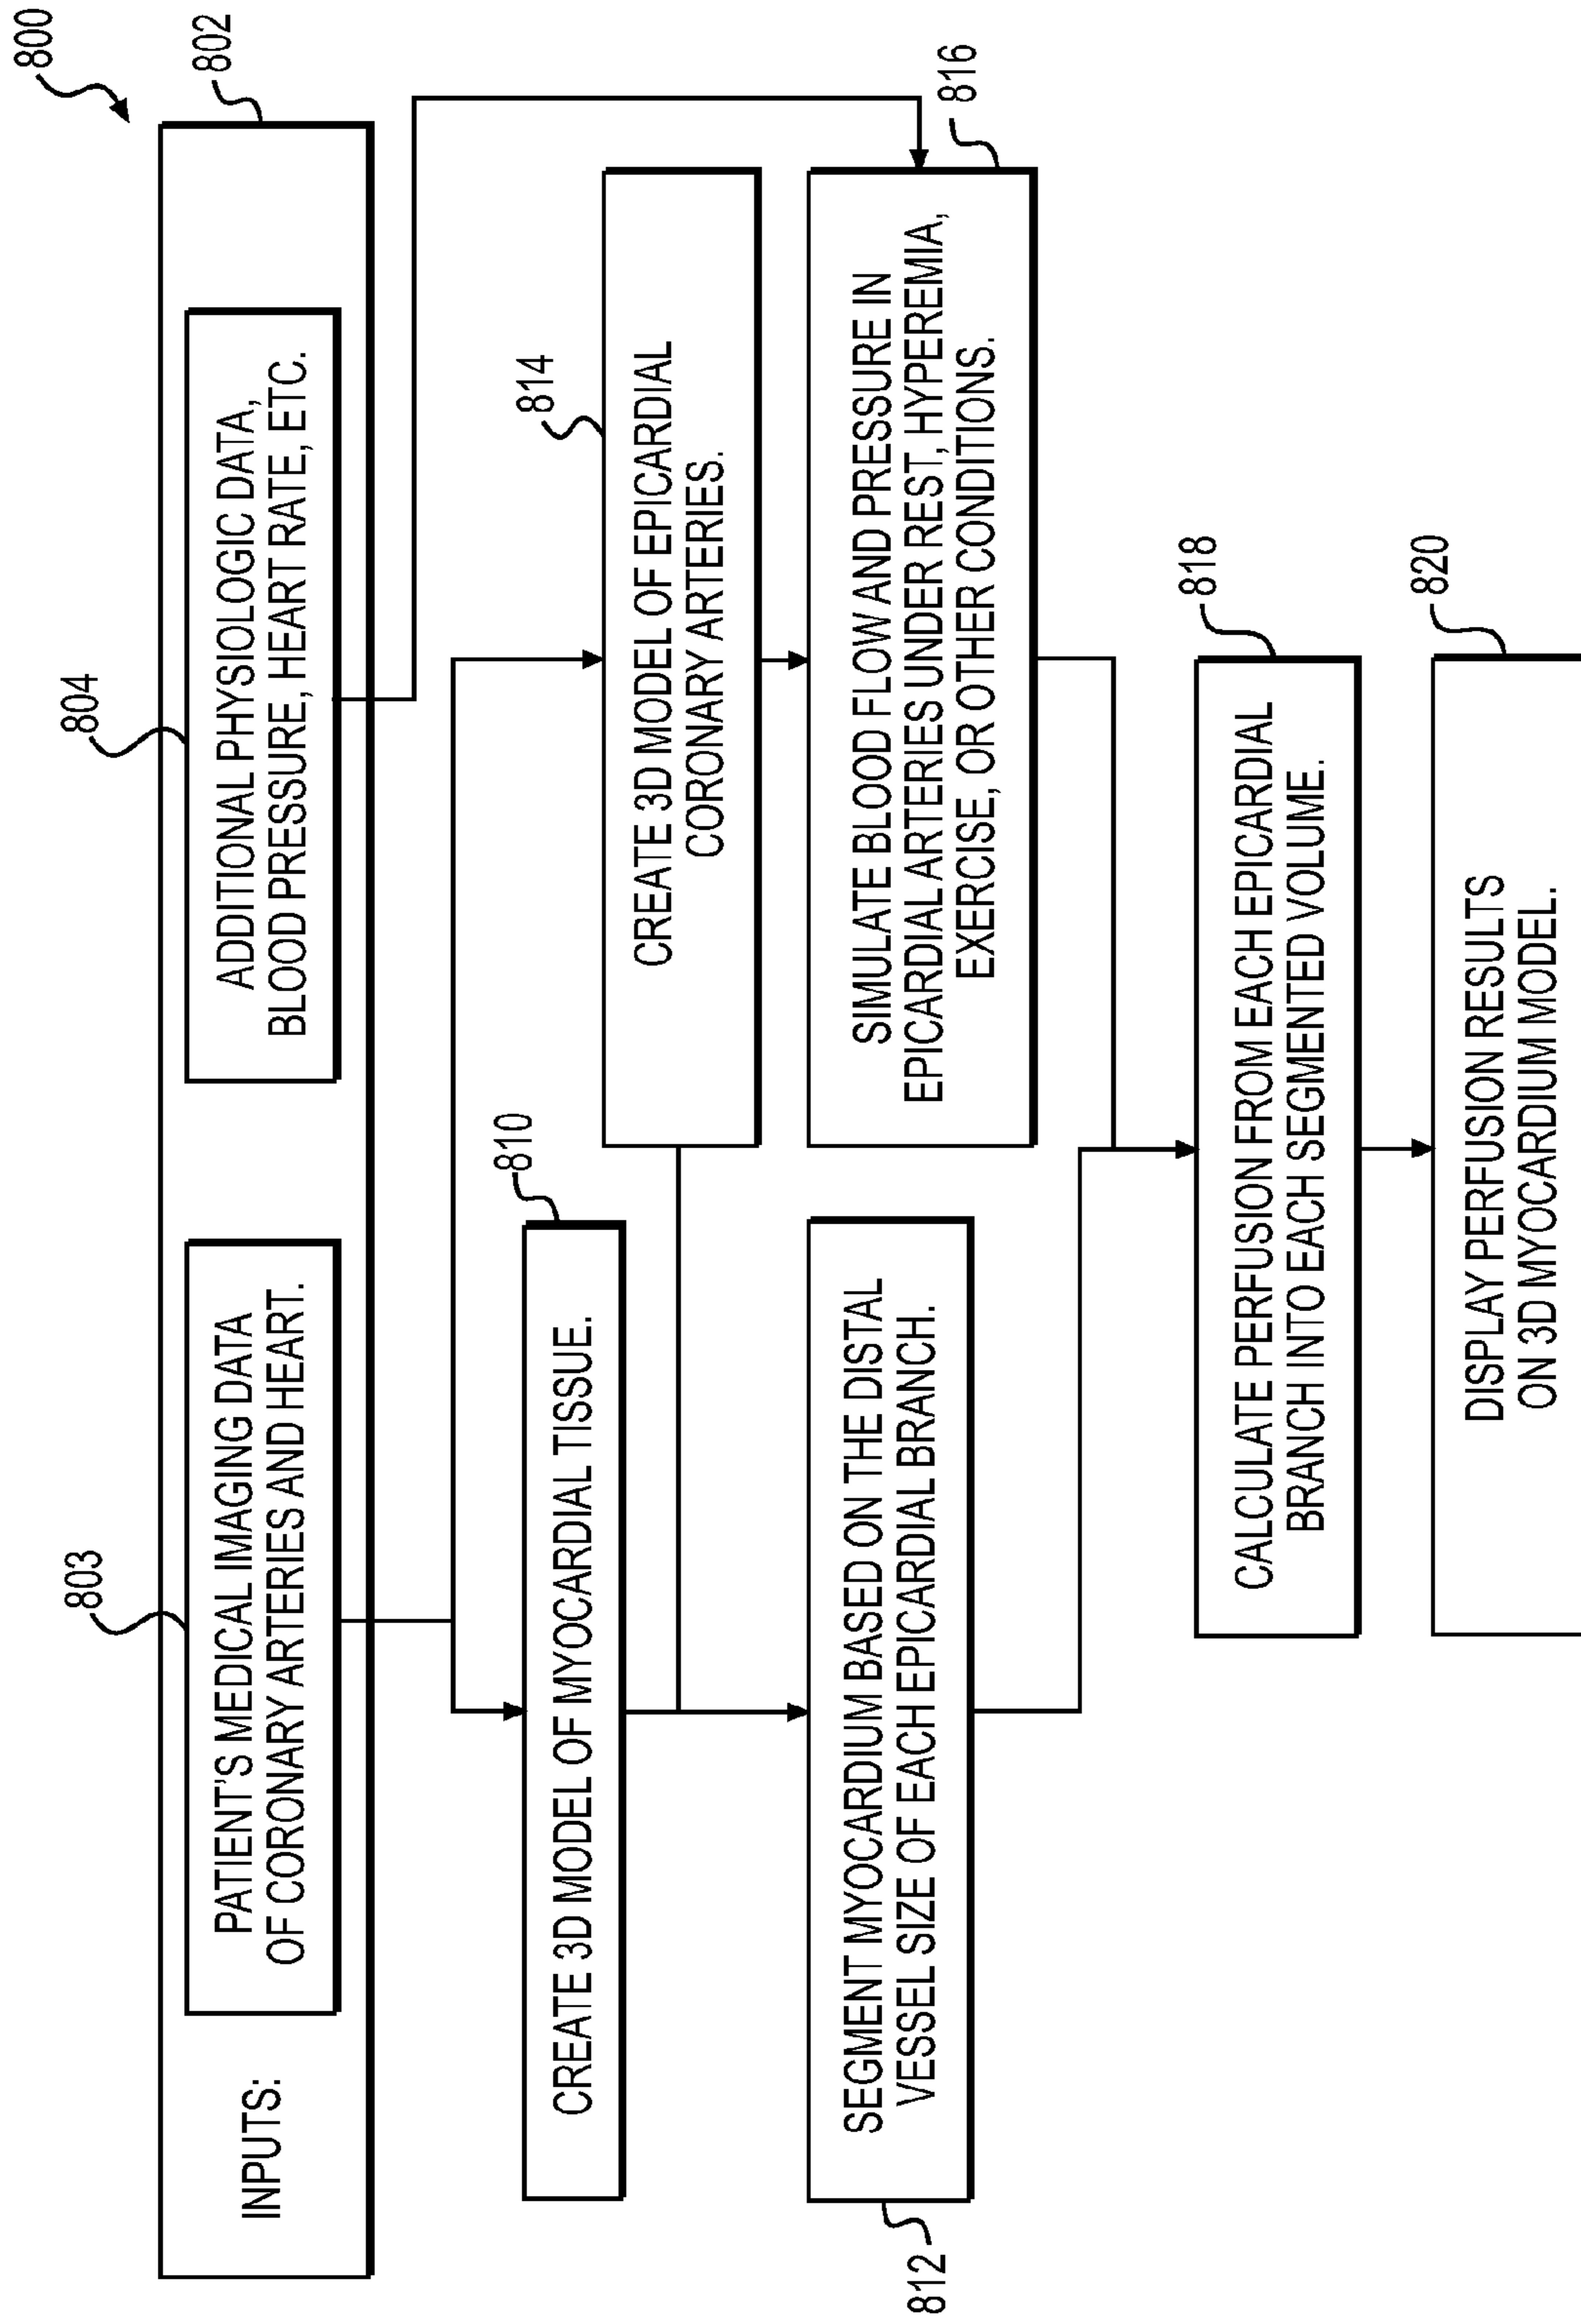 800
802
INPUTS:
803
PATIENT'S MEDICAL IMAGING DATA
OF CORONARY ARTERIES AND HEART.
804
ADDITIONAL PHYSIOLOGIC DATA,
BLOOD PRESSURE, HEART RATE, ETC.
810
CREATE 3D MODEL OF MYOCARDIAL TISSUE.
814
CREATE 3D MODEL OF EPICARDIAL
CORONARY ARTERIES.
812
SEGMENT MYOCARDIUM BASED ON THE DISTAL
VESSEL SIZE OF EACH EPICARDIAL BRANCH.
816
SIMULATE BLOOD FLOW AND PRESSURE IN
EPICARDIAL ARTERIES UNDER REST, HYPEREMIA,
EXERCISE, OR OTHER CONDITIONS.
818
CALCULATE PERFUSION FROM EACH EPICARDIAL
BRANCH INTO EACH SEGMENTED VOLUME.
820
DISPLAY PERFUSION RESULTS
ON 3D MYOCARDIUM MODEL.